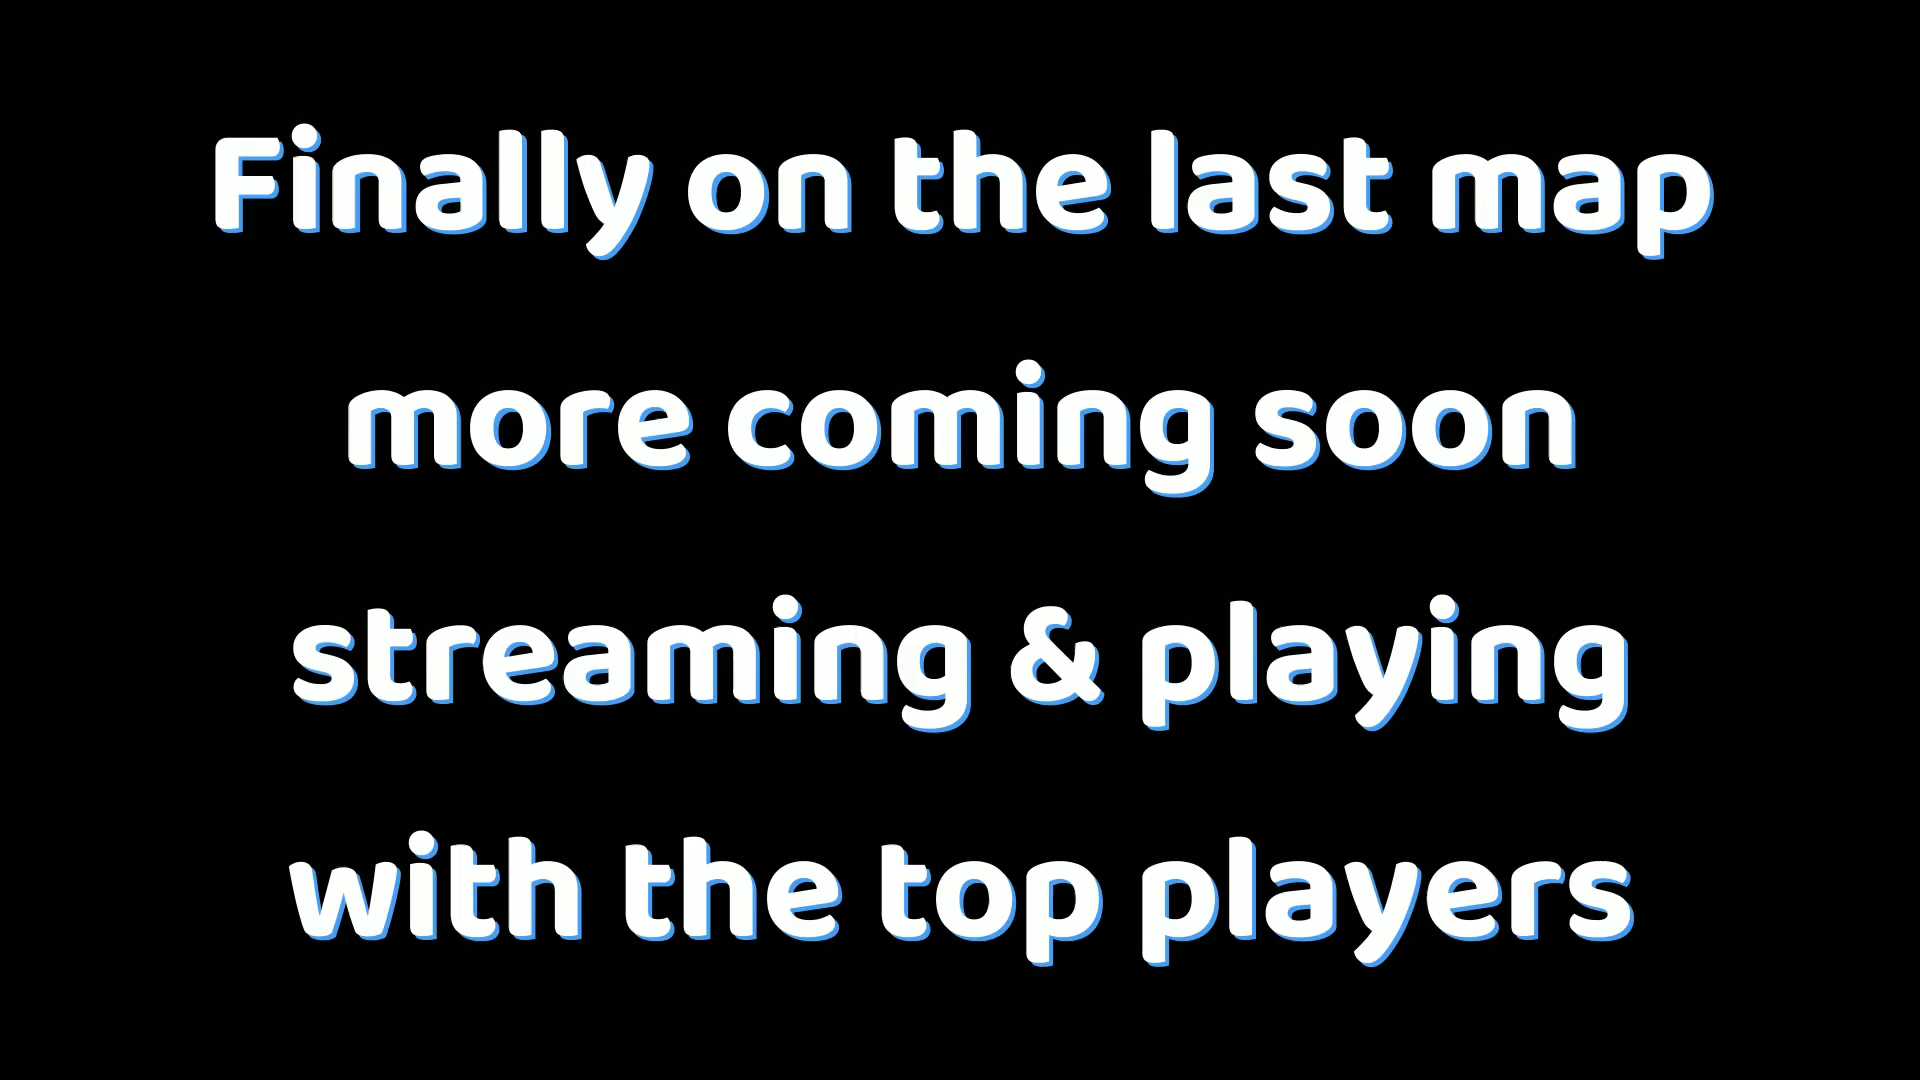 Finally on the last map
more coming soon
streaming & playing
with the top players